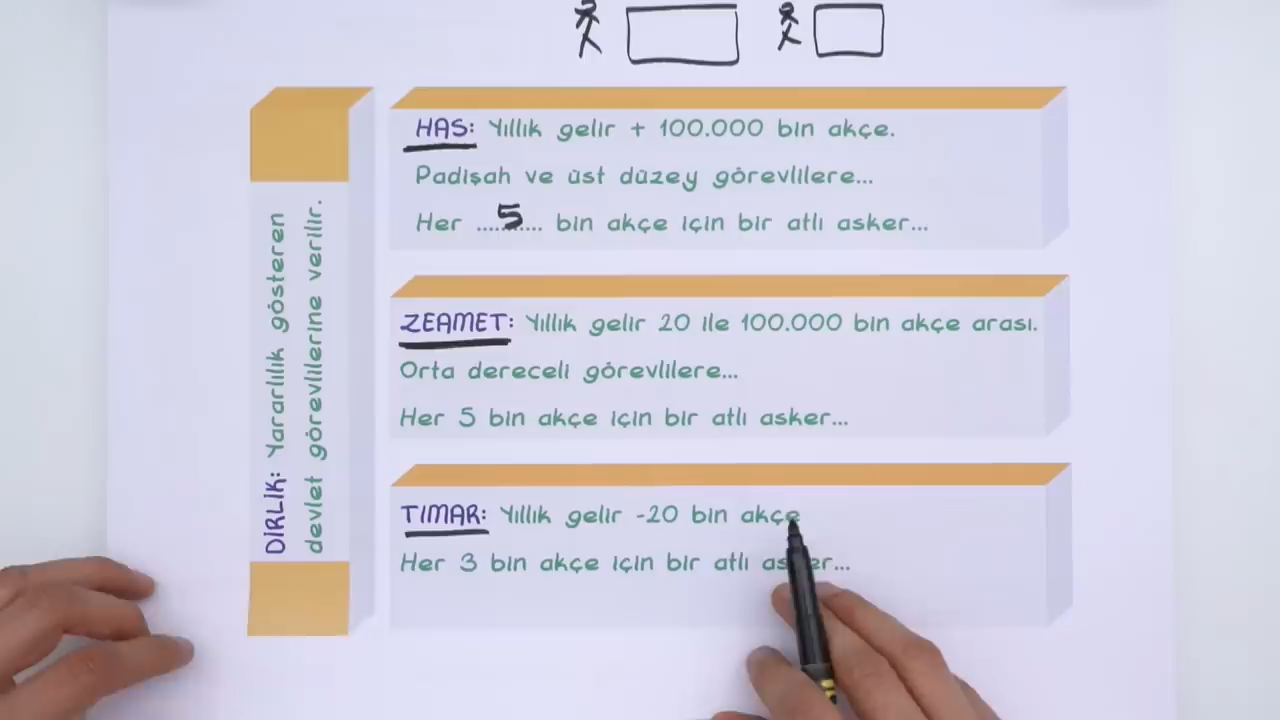 DİRLİK: Yararlılık gösteren
devlet görevlilerine verilir.
HAS: Yıllık gelir + 100.000 bin akçe.
Padişah ve üst düzey görevlilere...
Her ....5.... bin akçe için bir atlı asker...
ZEAMET: Yıllık gelir 20 ile 100.000 bin akçe arası.
Orta dereceli görevlilere...
Her 5 bin akçe için bir atlı asker...
TIMAR: Yıllık gelir -20 bin akçe
Her 3 bin akçe için bir atlı asker...